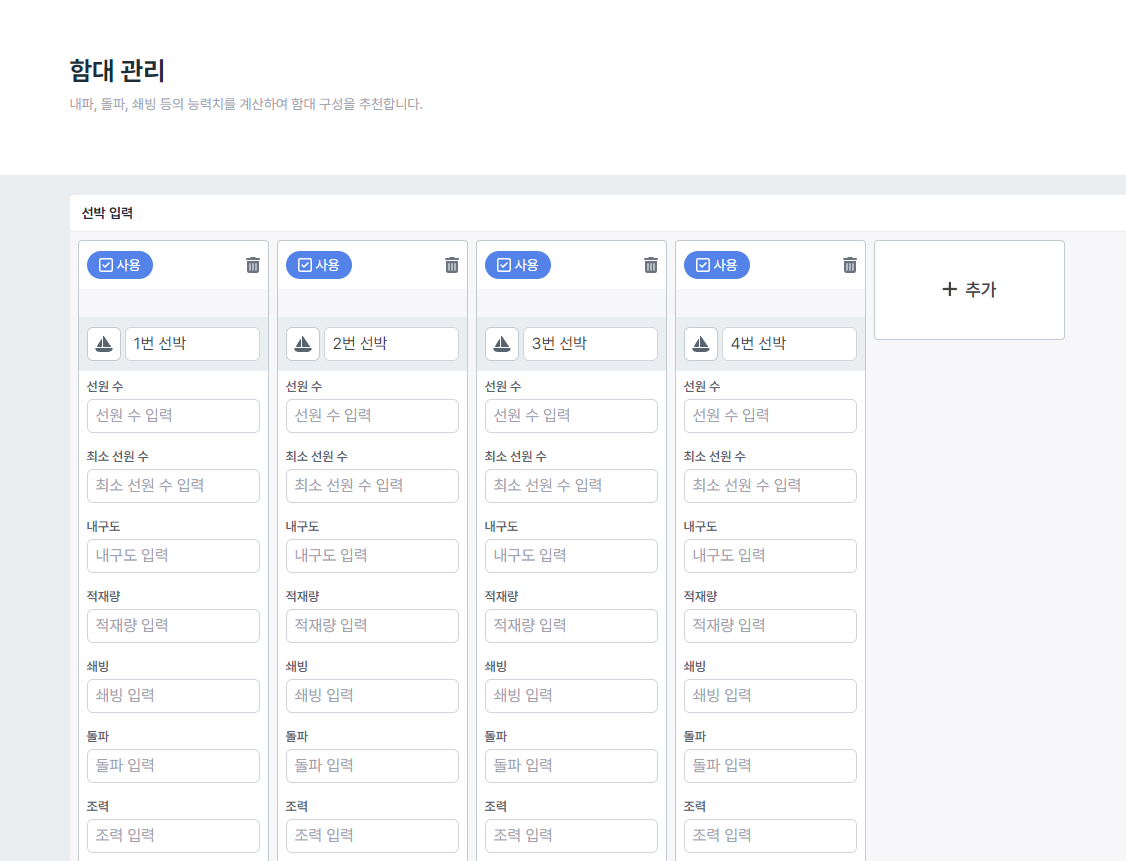 함대 관리
내파, 돌파, 쇄빙 등의 능력치를 계산하여 함대 구성을 추천합니다.
선박 입력
사용 사용 사용 사용 추가
1번 선박 2번 선박 3번 선박 4번 선박
선원 수 선원 수 선원 수 선원 수
선원 수 입력 선원 수 입력 선원 수 입력 선원 수 입력
최소 선원 수 최소 선원 수 최소 선원 수 최소 선원 수
최소 선원 수 입력 최소 선원 수 입력 최소 선원 수 입력 최소 선원 수 입력
내구도 내구도 내구도 내구도
내구도 입력 내구도 입력 내구도 입력 내구도 입력
적재량 적재량 적재량 적재량
적재량 입력 적재량 입력 적재량 입력 적재량 입력
쇄빙 쇄빙 쇄빙 쇄빙
쇄빙 입력 쇄빙 입력 쇄빙 입력 쇄빙 입력
돌파 돌파 돌파 돌파
돌파 입력 돌파 입력 돌파 입력 돌파 입력
조력 조력 조력 조력
조력 입력 조력 입력 조력 입력 조력 입력